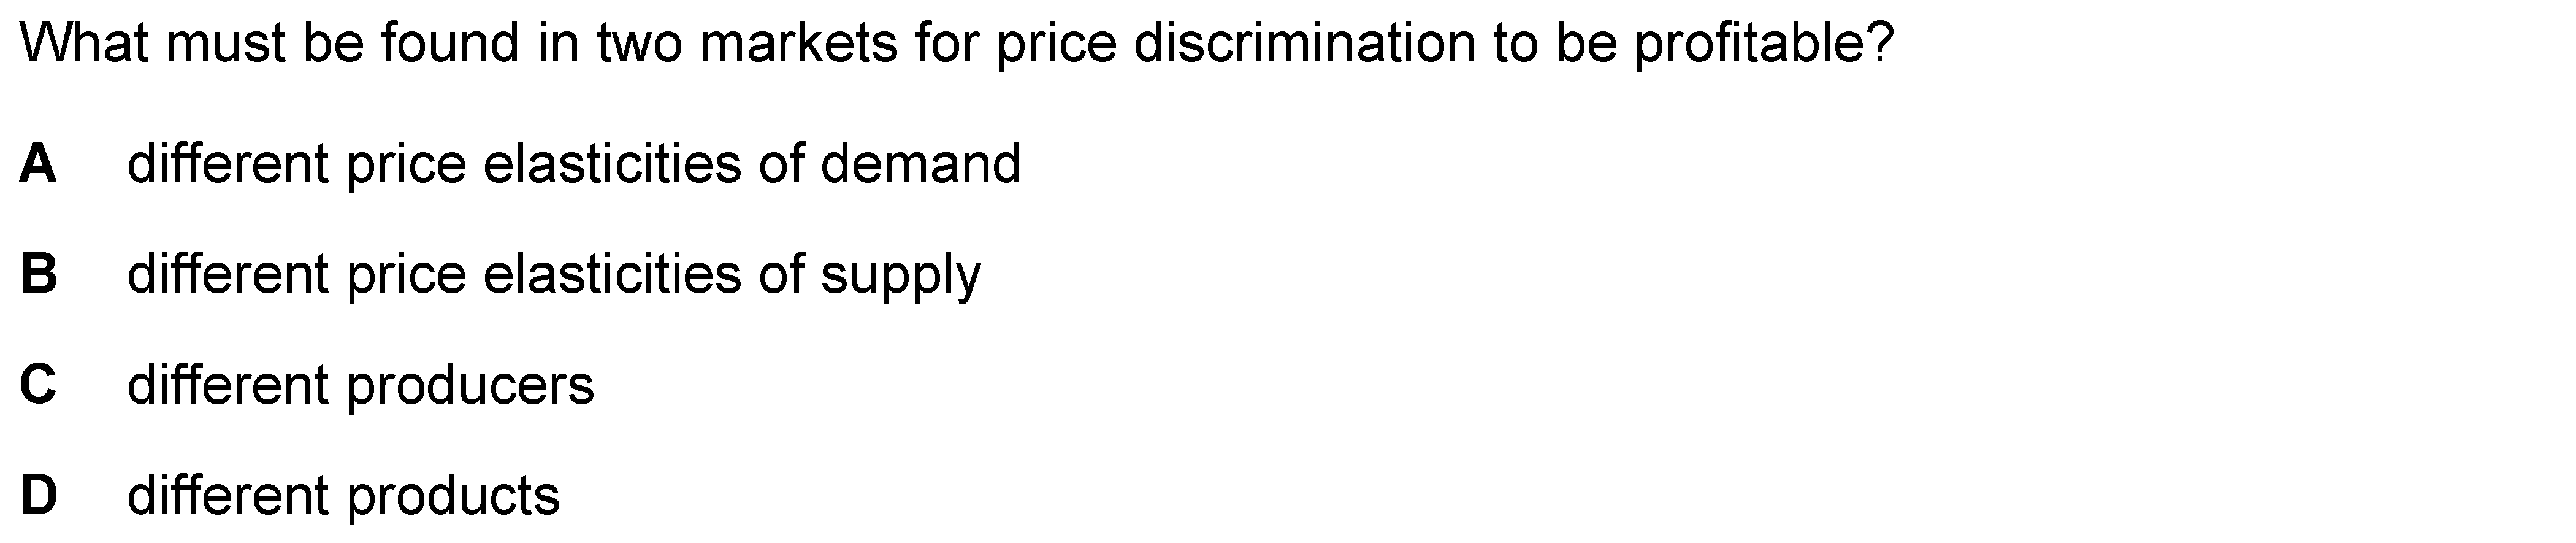 What must be found in two markets for price discrimination to be profitable?
A different price elasticities of demand
B different price elasticities of supply
C different producers
D different products